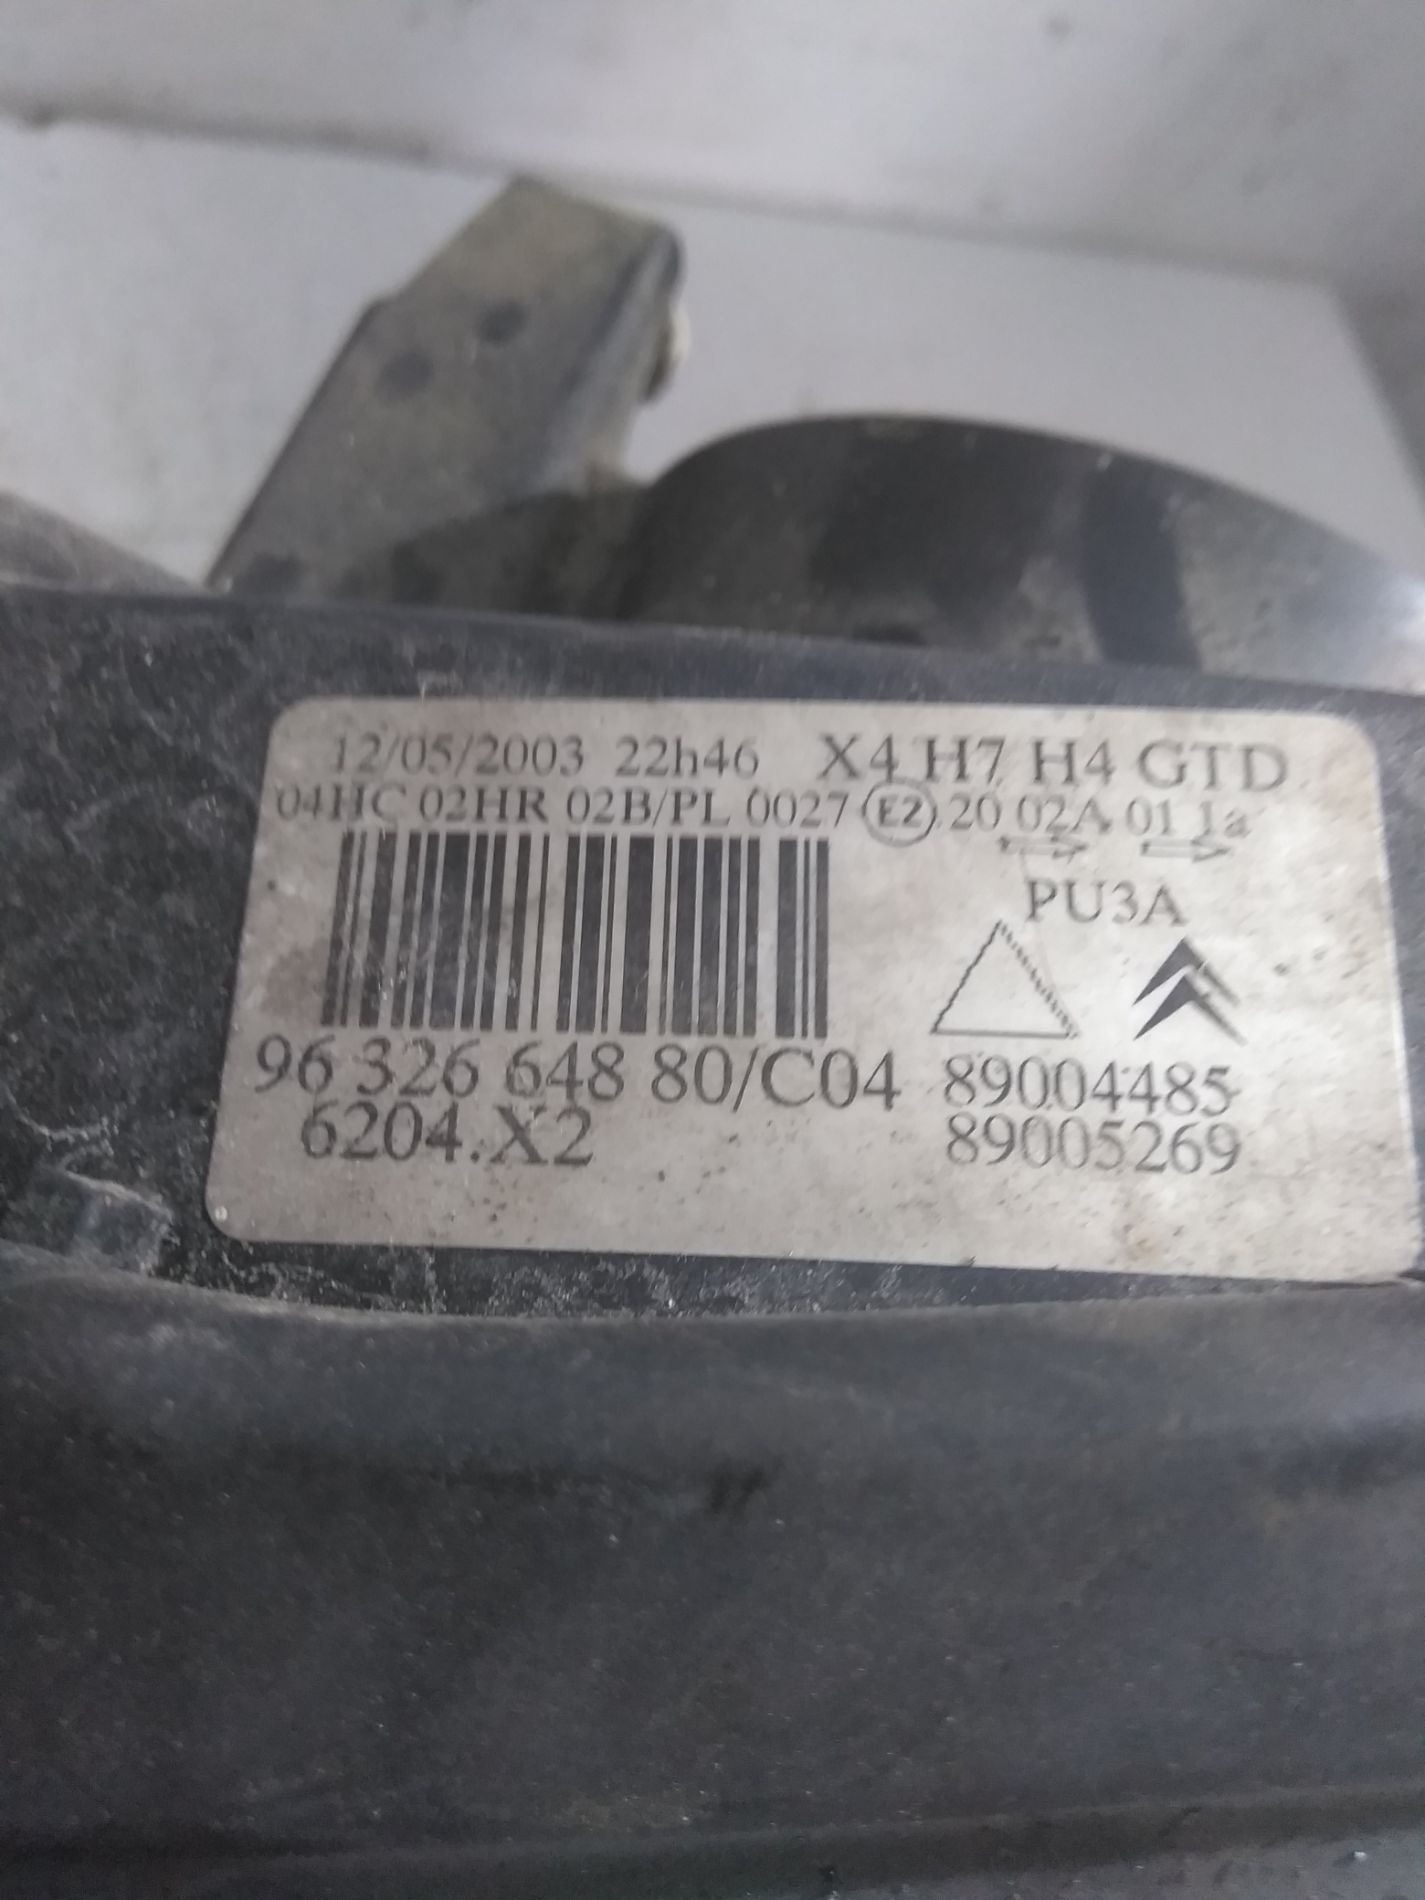 12/05/2003 22h46 X4 H7 H4 GTD
04HC 02HR 02B/PL 0027 E2 20 02A 01 1a
PU3A
96 326 648 80/C04 89004485
6204.X2 89005269